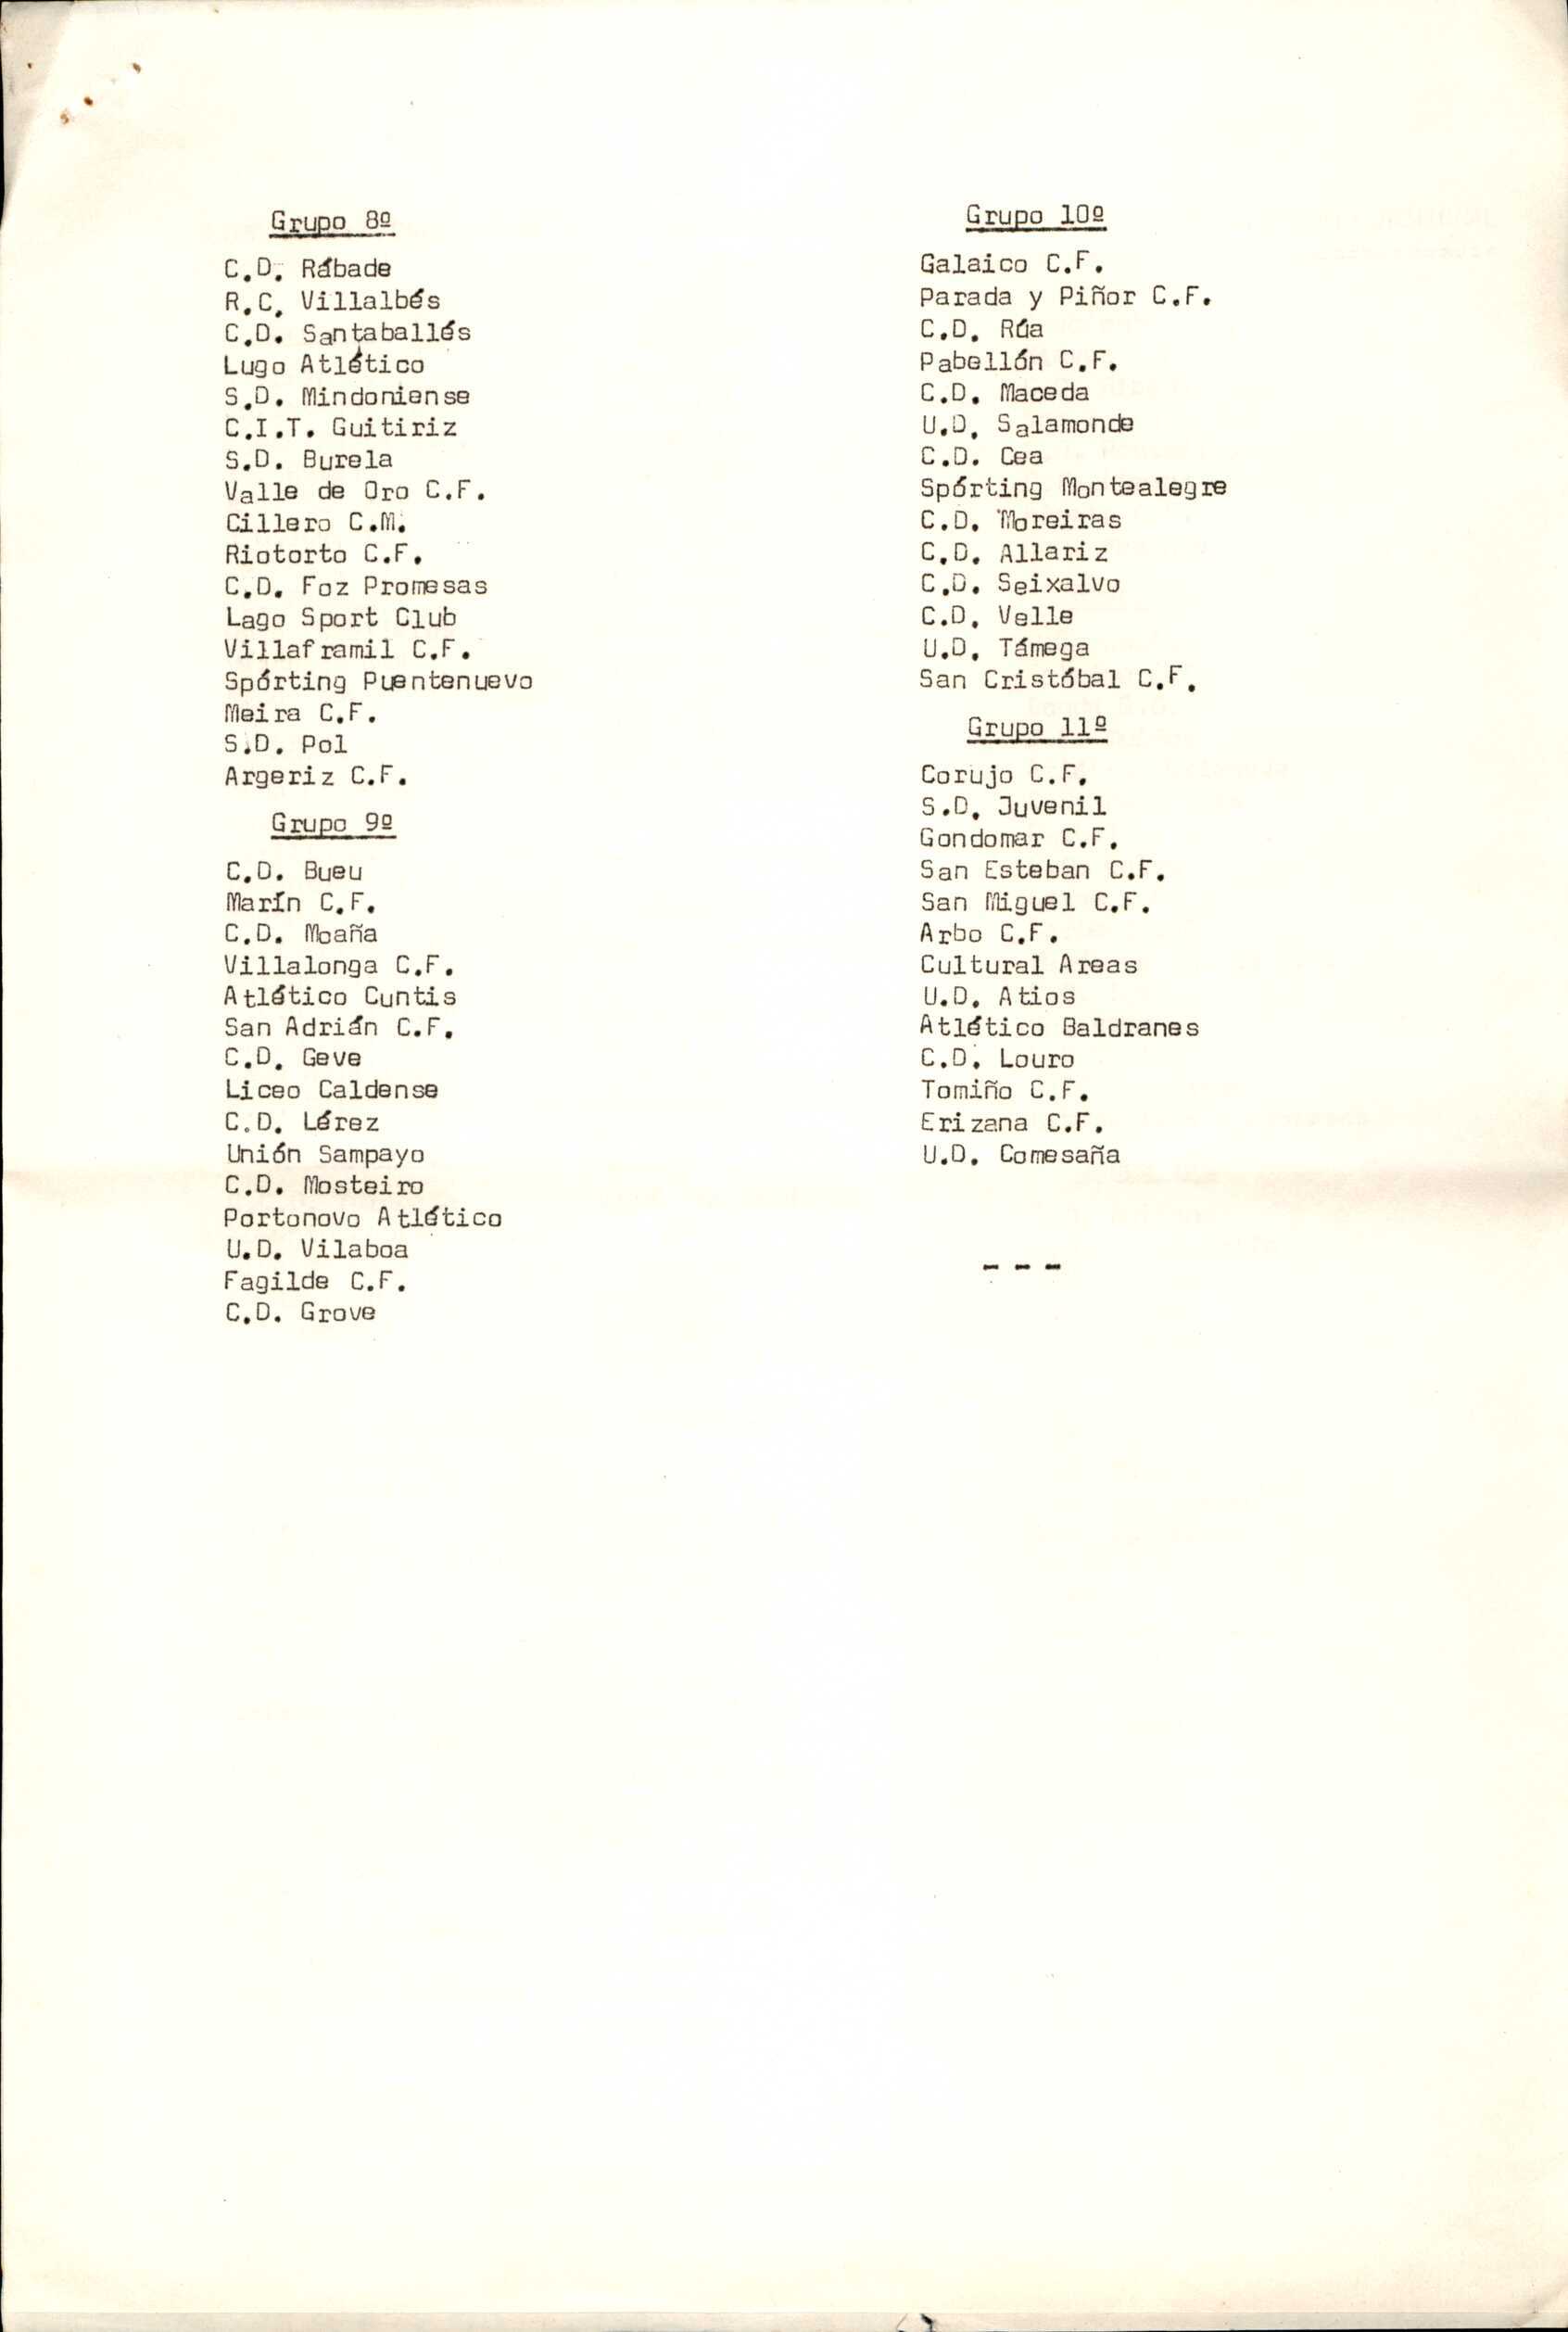 Grupo 8º
C.D. Rábade
R.C. Villalbés
C.D. Santaballés
Lugo Atlético
S.D. Mindoniense
C.I.T. Guitiriz
S.D. Burela
Valle de Oro C.F.
Cillero C.M.
Riotorto C.F.
C.D. Foz Promesas
Lago Sport Club
Villaframil C.F.
Spórting Puentenuevo
Meira C.F.
S.D. Pol
Argeriz C.F.
Grupo 9º
C.D. Bueu
Marín C.F.
C.D. Moaña
Villalonga C.F.
Atlético Cuntis
San Adrián C.F.
C.D. Geve
Liceo Caldense
C.D. Lérez
Unión Sampayo
C.D. Mosteiro
Portonovo Atlético
U.D. Vilaboa
Fagilde C.F.
C.D. Grove
Grupo 10º
Galaico C.F.
Parada y Piñor C.F.
C.D. Rúa
Pabellón C.F.
C.D. Maceda
U.D. Salamonde
C.D. Cea
Spórting Montealegre
C.D. Moreiras
C.D. Allariz
C.D. Seixalvo
C.D. Velle
U.D. Támega
San Cristóbal C.F.
Grupo 11º
Corujo C.F.
S.D. Juvenil
Gondomar C.F.
San Esteban C.F.
San Miguel C.F.
Arbo C.F.
Cultural Areas
U.D. Atios
Atlético Baldranes
C.D. Louro
Tomiño C.F.
Erizana C.F.
U.D. Comesaña
- - -